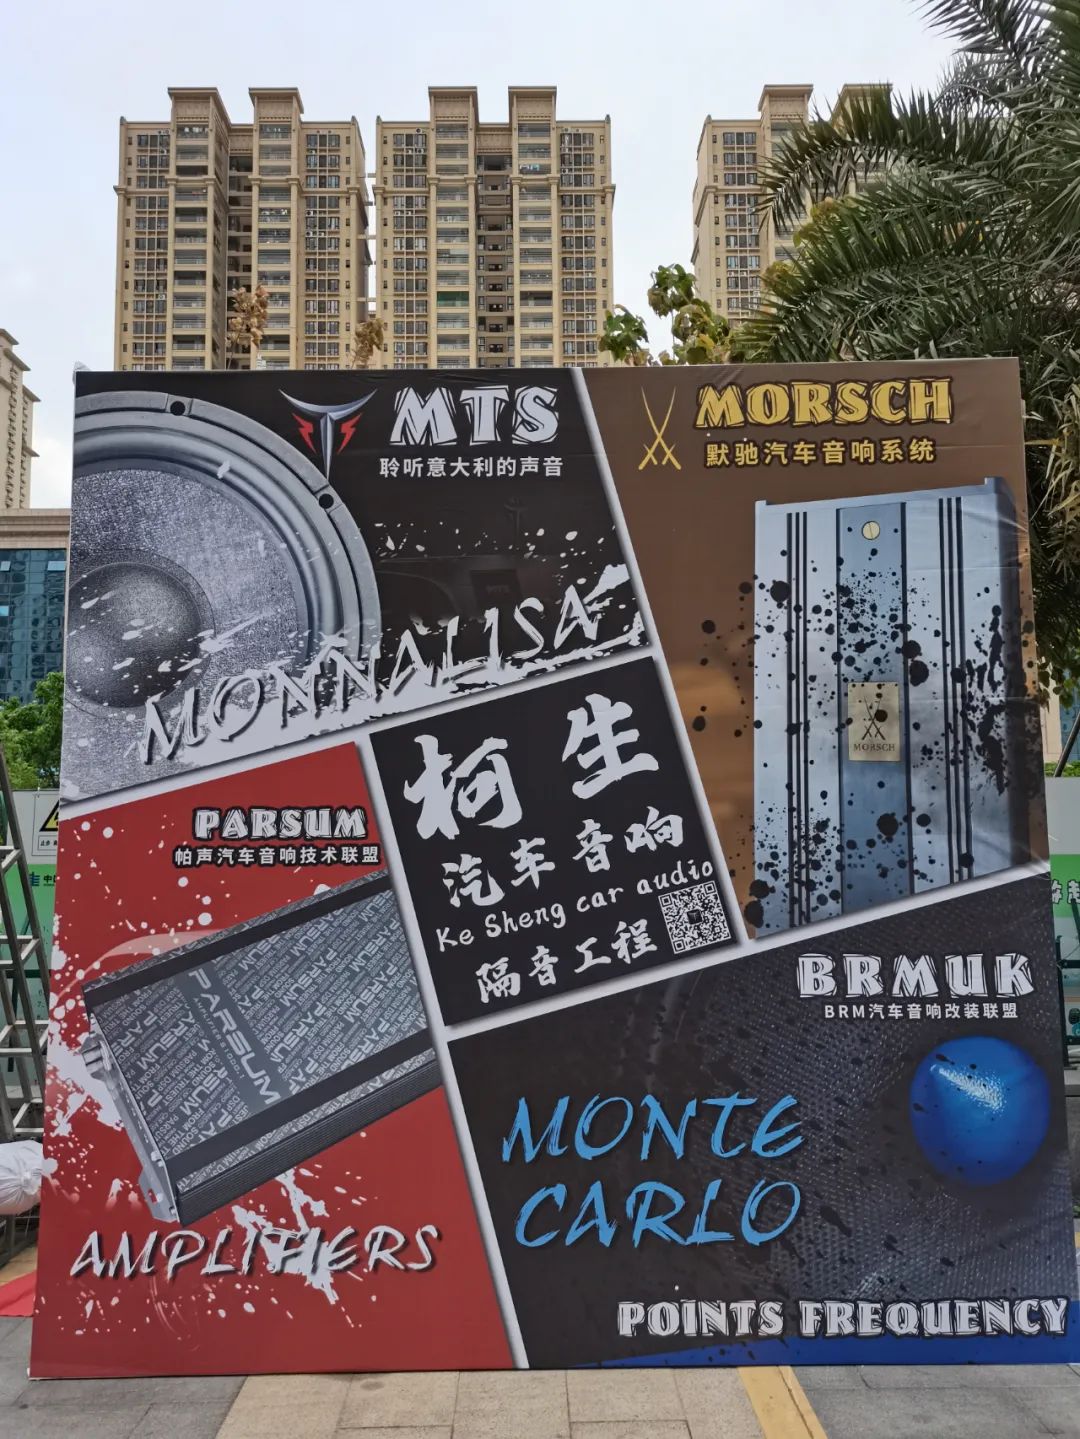 MTS
聆听意大利的声音
MONNALISA
MORSCH
默驰汽车音响系统
MORSCH
PARSUM
帕声汽车音响技术联盟
PARSUM
AMPLIFIERS
柯生
汽车音响
Ke Sheng car audio
隔音工程
BRMUK
BRM汽车音响改装联盟
MONTE
CARLO
POINTS FREQUENCY